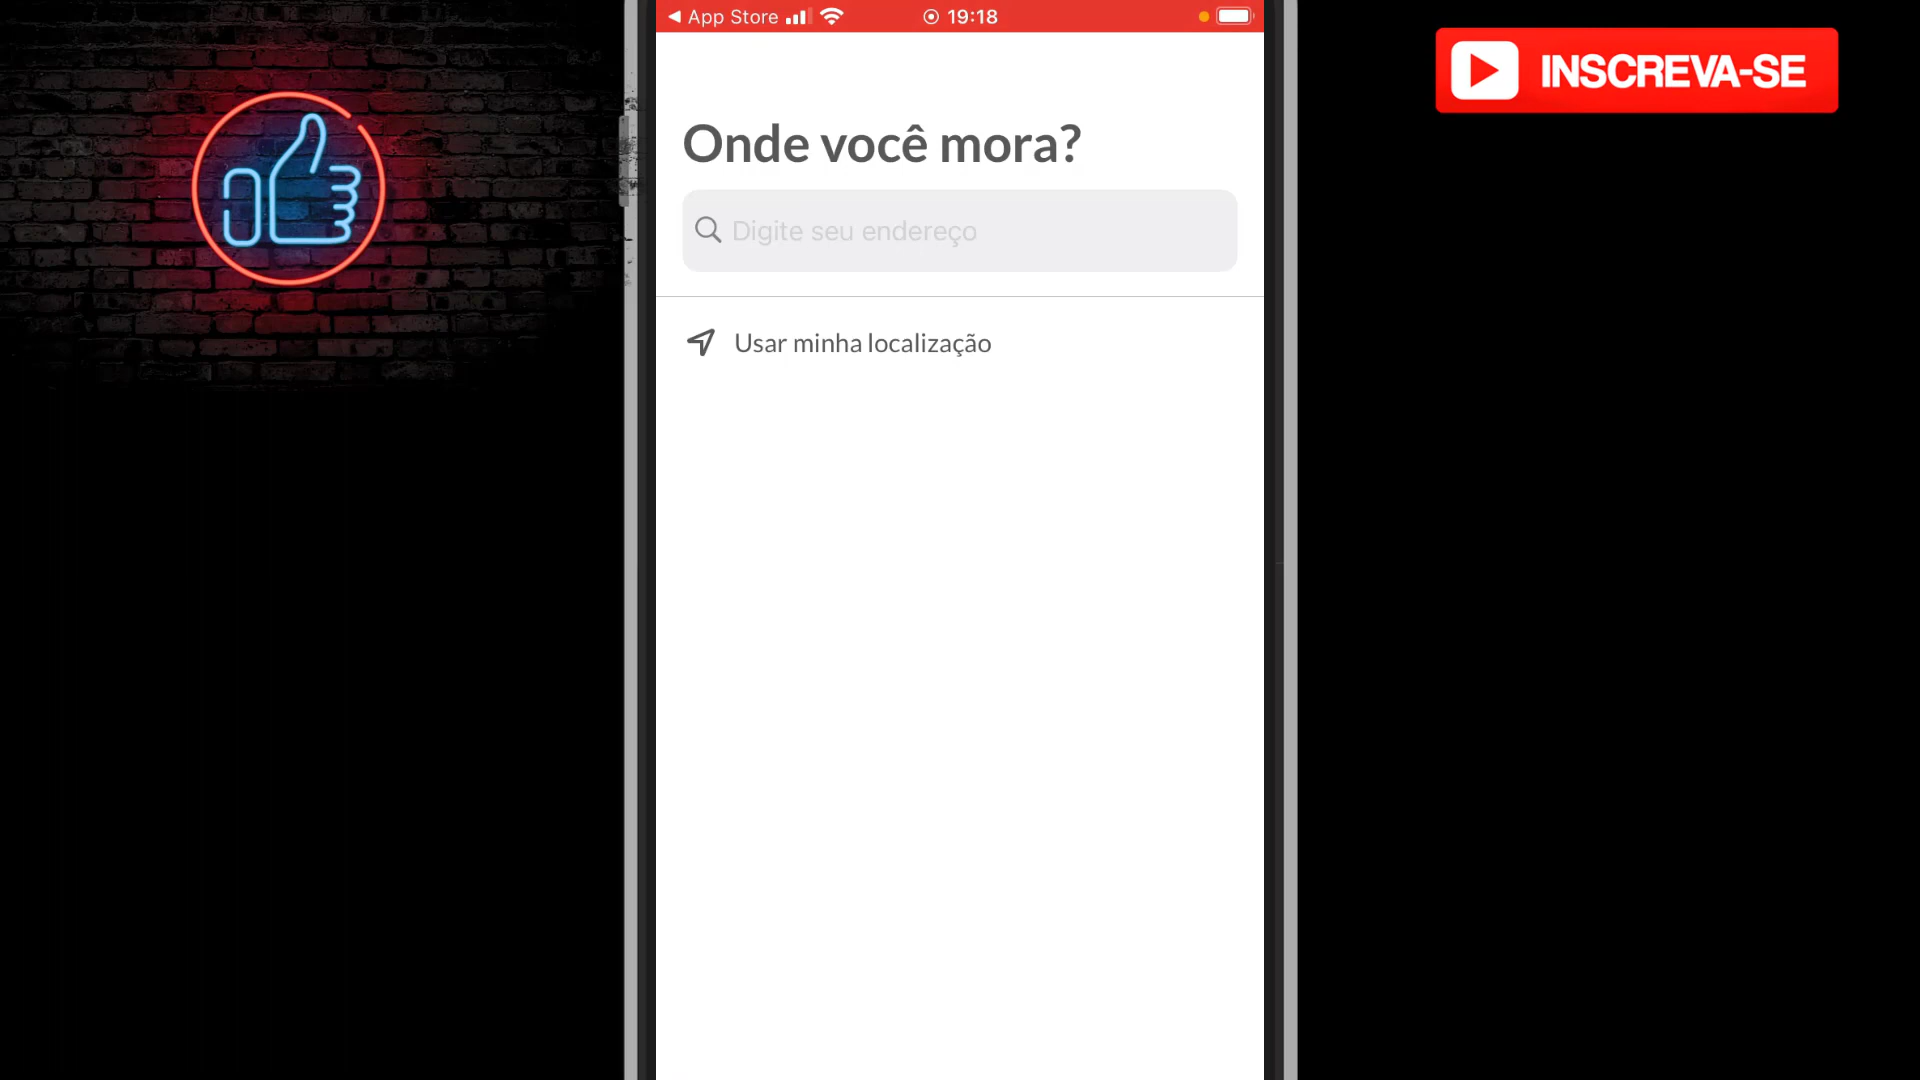 App Store
19:18
INSCREVA-SE
Onde você mora?
Digite seu endereço
Usar minha localização